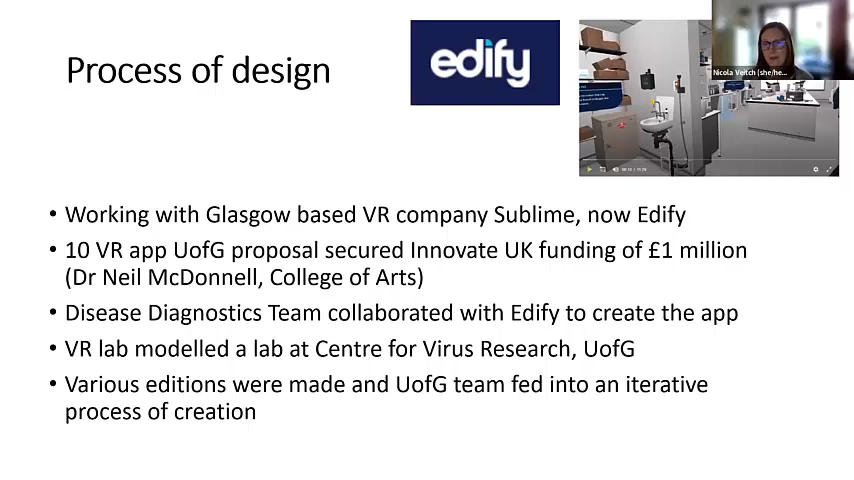 Process of design
edify
Nicola Veitch (she/he...
• Working with Glasgow based VR company Sublime, now Edify
• 10 VR app UofG proposal secured Innovate UK funding of £1 million
(Dr Neil McDonnell, College of Arts)
• Disease Diagnostics Team collaborated with Edify to create the app
• VR lab modelled a lab at Centre for Virus Research, UofG
• Various editions were made and UofG team fed into an iterative
process of creation